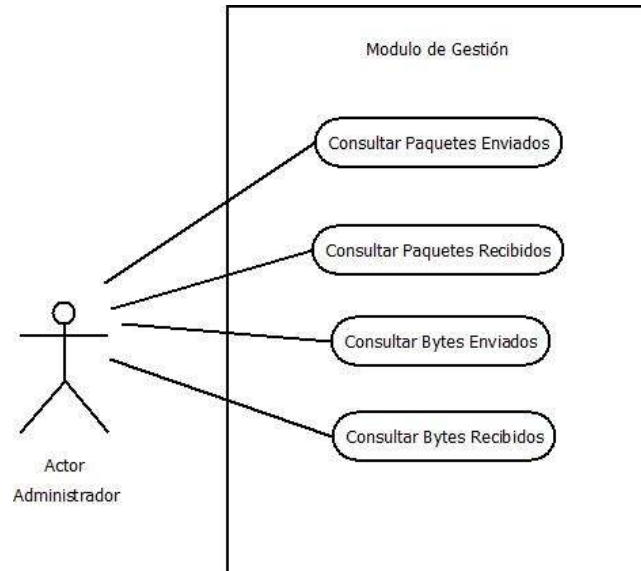 Modulo de Gestión
Consultar Paquetes Enviados
Consultar Paquetes Recibidos
Consultar Bytes Enviados
Consultar Bytes Recibidos
Actor
Administrador